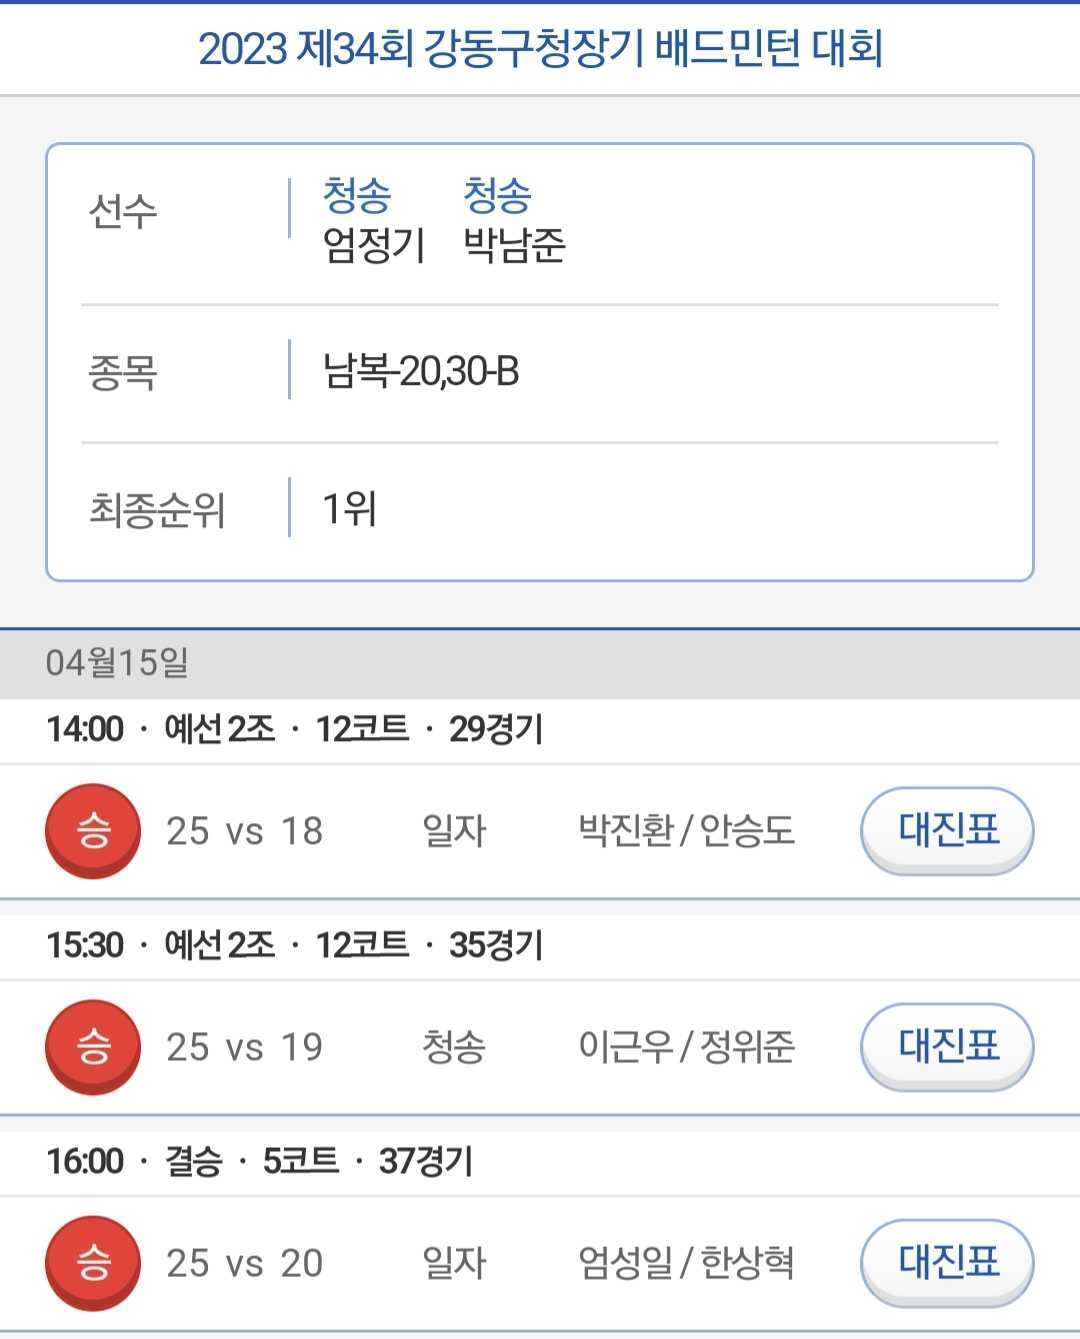 2023 제34회 강동구청장기 배드민턴 대회
선수 청송 청송
엄정기 박남준
종목 남복-20,30-B
최종순위 1위
04월15일
14:00 · 예선 2조 · 12코트 · 29경기
승 25 vs 18 일자 박진환 / 안승도 대진표
15:30 · 예선 2조 · 12코트 · 35경기
승 25 vs 19 청송 이근우 / 정위준 대진표
16:00 · 결승 · 5코트 · 37경기
승 25 vs 20 일자 엄성일 / 한상혁 대진표